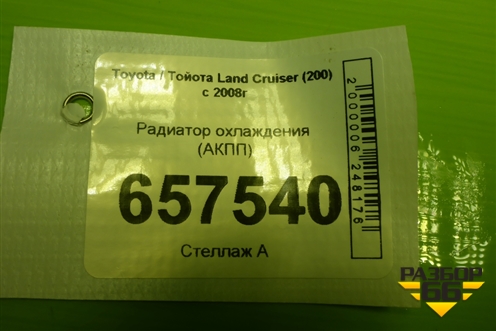 Toyota / Тойота Land Cruiser (200)
с 2008г
Радиатор охлаждения
(АКПП)
657540
Стеллаж А
2000006248176
РАЗБОР
66